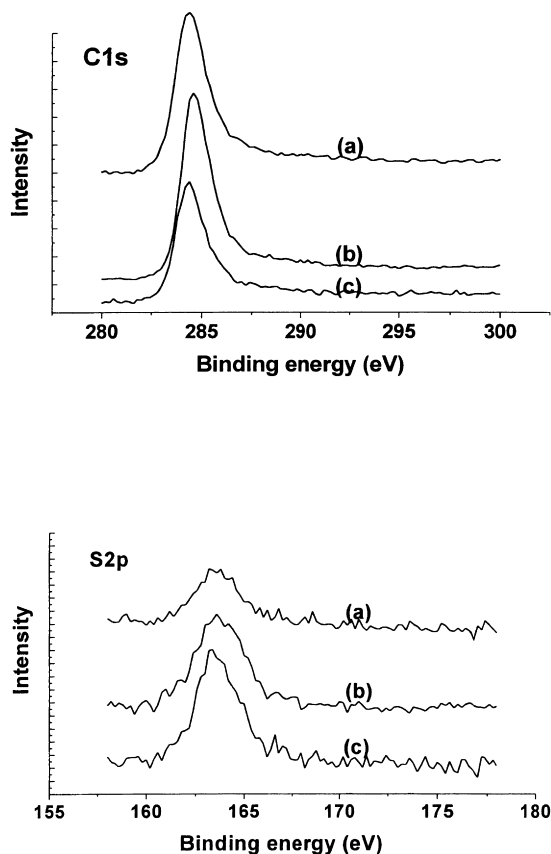 C1s
Intensity
(a)
(b)
(c)
280 285 290 295 300
Binding energy (eV)
S2p
Intensity
(a)
(b)
(c)
155 160 165 170 175 180
Binding energy (eV)